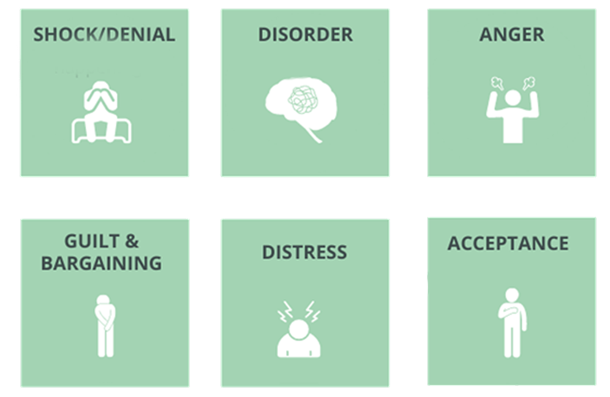 SHOCK/DENIAL
DISORDER
ANGER
GUILT &
BARGAINING
DISTRESS
ACCEPTANCE